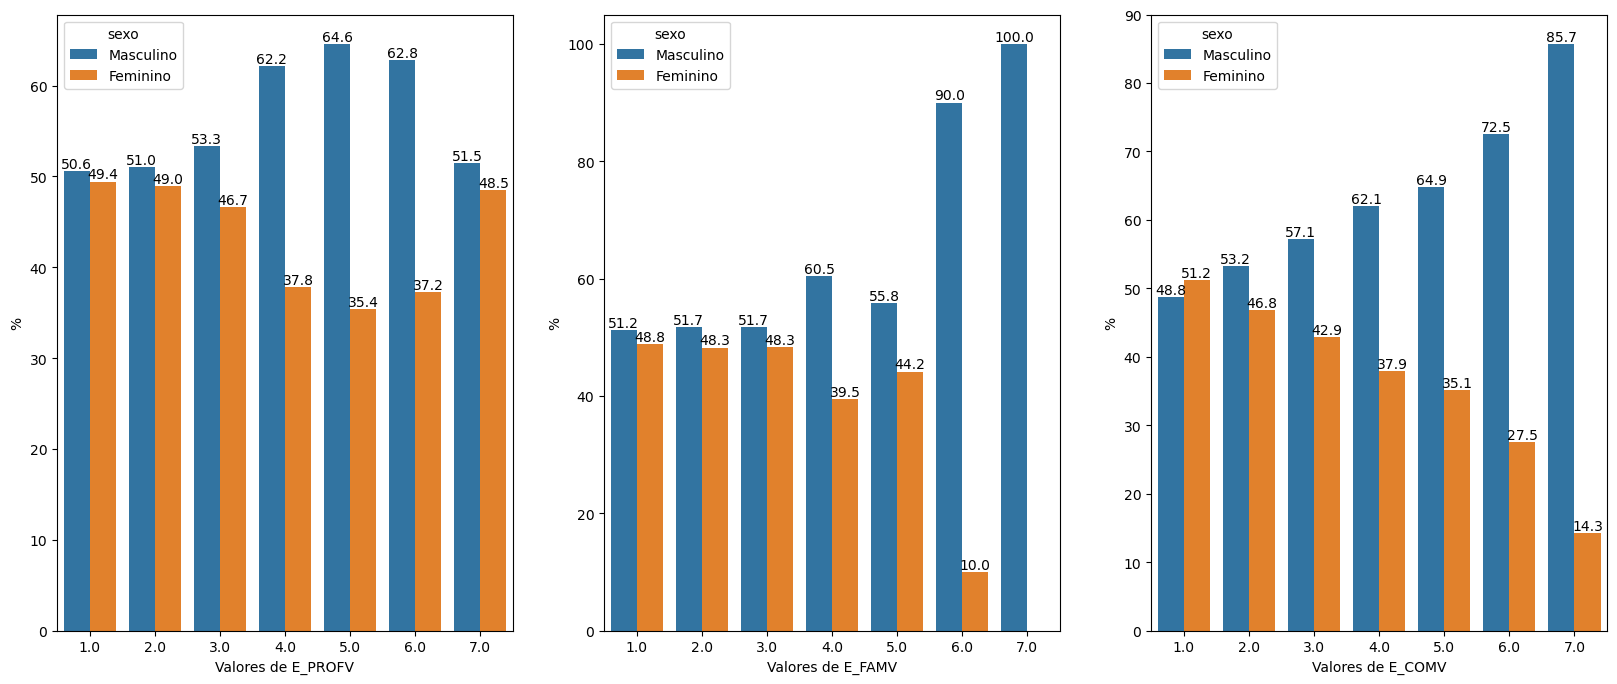 sexo
Masculino
Feminino
%
0
10
20
30
40
50
60
50.6 49.4 51.0 49.0 53.3 46.7 62.2 37.8 64.6 35.4 62.8 37.2 51.5 48.5
1.0 2.0 3.0 4.0 5.0 6.0 7.0
Valores de E_PROFV
sexo
Masculino
Feminino
%
0
20
40
60
80
100
51.2 48.8 51.7 48.3 51.7 48.3 60.5 39.5 55.8 44.2 90.0 10.0 100.0
1.0 2.0 3.0 4.0 5.0 6.0 7.0
Valores de E_FAMV
sexo
Masculino
Feminino
%
0
10
20
30
40
50
60
70
80
90
48.8 51.2 53.2 46.8 57.1 42.9 62.1 37.9 64.9 35.1 72.5 27.5 85.7 14.3
1.0 2.0 3.0 4.0 5.0 6.0 7.0
Valores de E_COMV